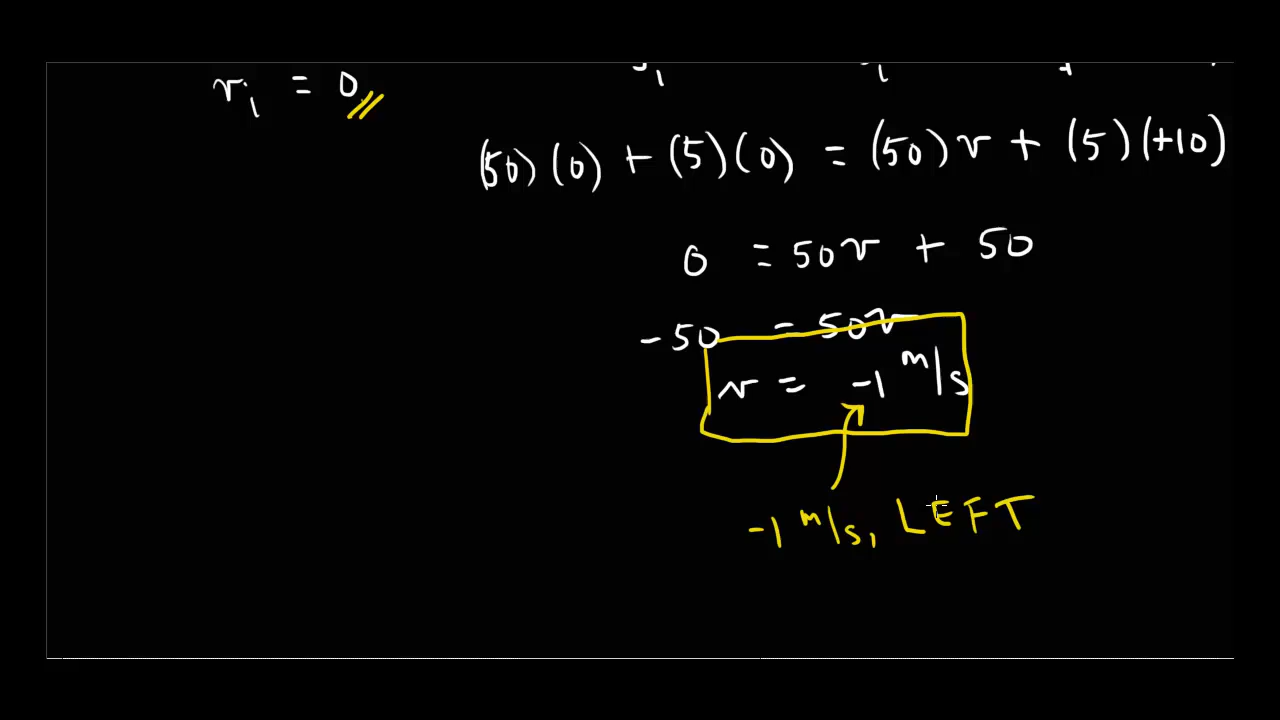 v₁ = 0
(50)(0) + (5)(0) = (50)v + (5)(+10)
0 = 50v + 50
-50 = 50v
v = -1 m/s
-1 m/s, LEFT